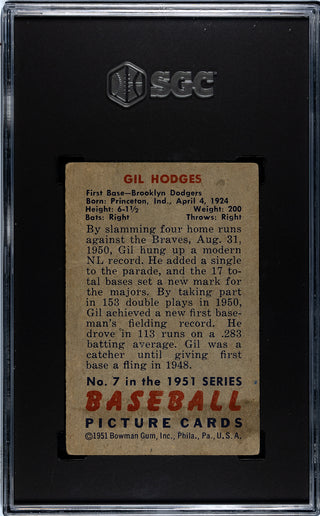 SGC
GIL HODGES
First Base—Brooklyn Dodgers
Born: Princeton, Ind., April 4, 1924
Height: 6-1½ Weight: 200
Bats: Right Throws: Right
By slamming four home runs
against the Braves, Aug. 31,
1950, Gil hung up a modern
NL record. He added a single
to the parade, and the 17 to-
tal bases set a new mark for
the majors. By taking part
in 153 double plays in 1950,
Gil achieved a new first base-
man's fielding record. He
drove in 113 runs on a .283
batting average. Gil was a
catcher until giving first
base a fling in 1948.
No. 7 in the 1951 SERIES
BASEBALL
PICTURE CARDS
©1951 Bowman Gum, Inc., Phila., Pa., U.S.A.